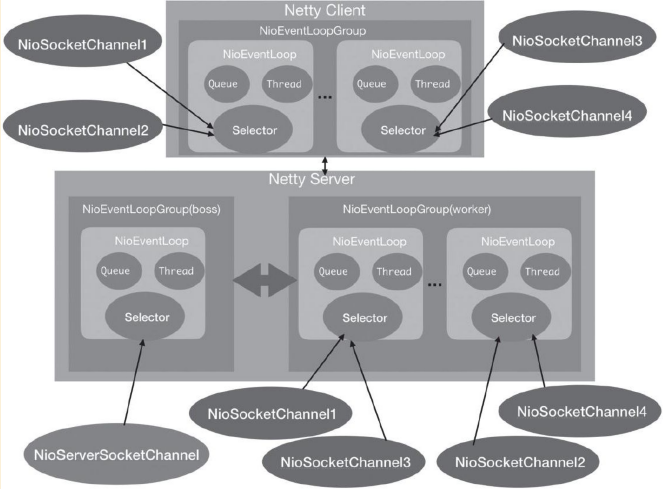 Netty Client
NioEventLoopGroup
NioSocketChannel1
NioSocketChannel3
NioEventLoop
NioEventLoop
Queue
Thread
Queue
Thread
...
NioSocketChannel2
NioSocketChannel4
Selector
Selector
Netty Server
NioEventLoopGroup(boss)
NioEventLoopGroup(worker)
NioEventLoop
NioEventLoop
NioEventLoop
Queue
Thread
Queue
Thread
Queue
Thread
...
Selector
Selector
Selector
NioSocketChannel1
NioSocketChannel4
NioServerSocketChannel
NioSocketChannel3
NioSocketChannel2